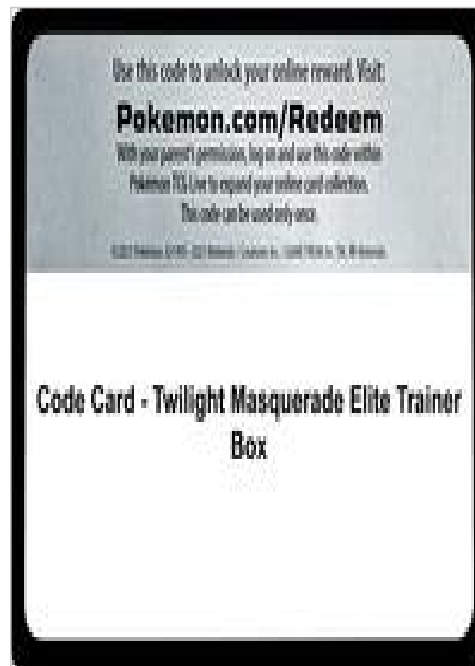 Use this code to unlock your online reward. Visit:
Pokemon.com/Redeem
With your parent's permission, log on and use this code within
Pokémon TCG Live to expand your online card collection.
This code can be used only once.
Code Card - Twilight Masquerade Elite Trainer
Box